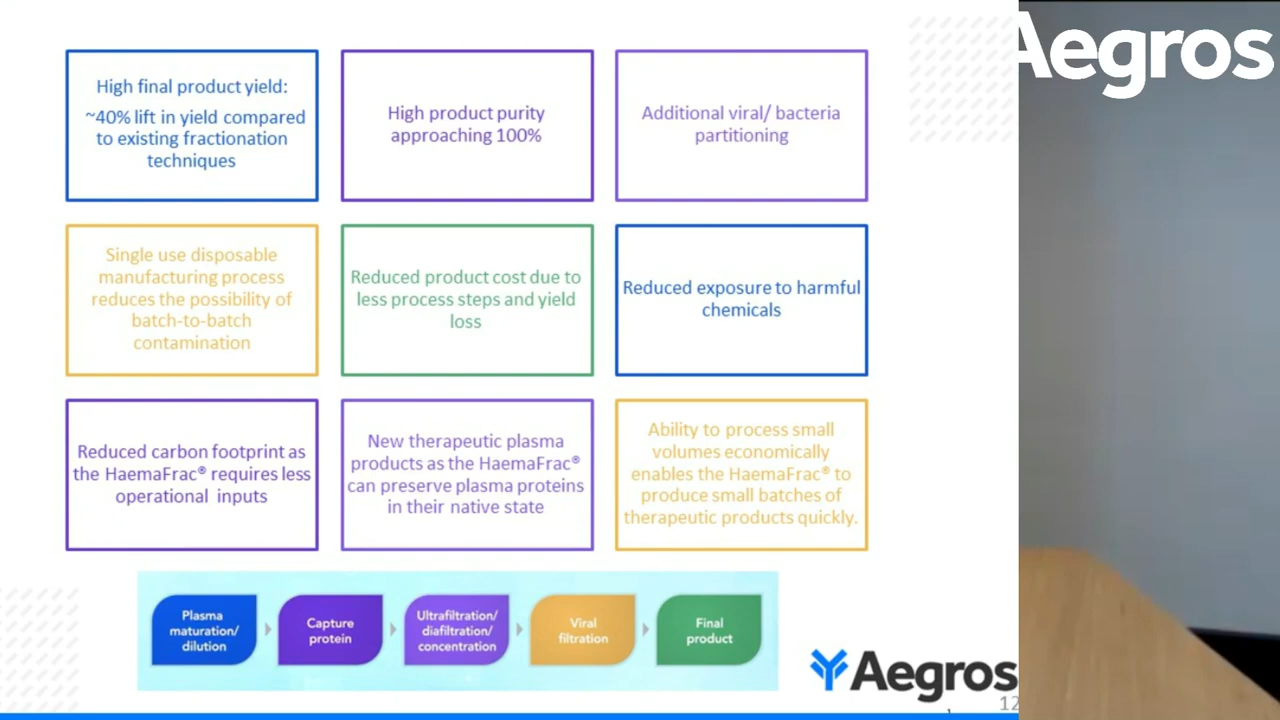 Aegros
High final product yield:
~40% lift in yield compared
to existing fractionation
techniques
High product purity
approaching 100%
Additional viral/ bacteria
partitioning
Single use disposable
manufacturing process
reduces the possibility of
batch-to-batch
contamination
Reduced product cost due to
less process steps and yield
loss
Reduced exposure to harmful
chemicals
Reduced carbon footprint as
the HaemaFrac® requires less
operational inputs
New therapeutic plasma
products as the HaemaFrac®
can preserve plasma proteins
in their native state
Ability to process small
volumes economically
enables the HaemaFrac® to
produce small batches of
therapeutic products quickly.
Plasma
maturation/
dilution
Capture
protein
Ultrafiltration/
diafiltration/
concentration
Viral
filtration
Final
product
Aegros
12